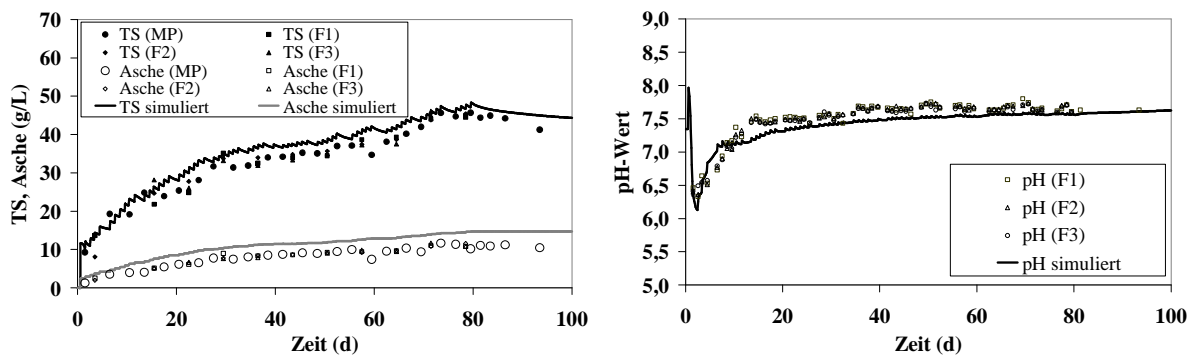 70
60
50
40
30
20
10
0
TS, Asche (g/L)
TS (MP) TS (F1)
TS (F2) TS (F3)
Asche (MP) Asche (F1)
Asche (F2) Asche (F3)
TS simuliert Asche simuliert
0 20 40 60 80 100
Zeit (d)
9,0
8,5
8,0
7,5
7,0
6,5
6,0
5,5
5,0
pH-Wert
pH (F1)
pH (F2)
pH (F3)
pH simuliert
0 20 40 60 80 100
Zeit (d)